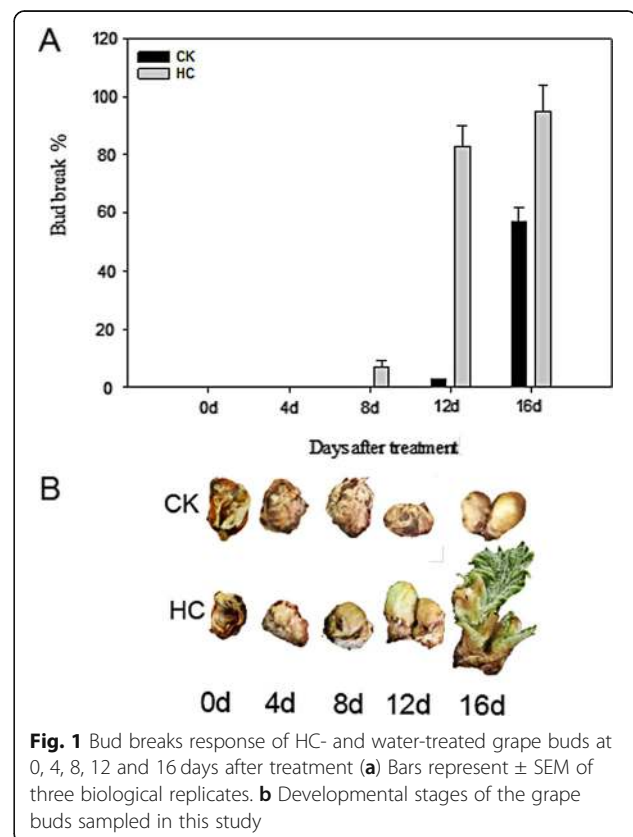 A
120
CK
HC
100
80
60
40
20
0
Bud break %
0d 4d 8d 12d 16d
Days after treatment
B
CK
HC
0d 4d 8d 12d 16d
Fig. 1 Bud breaks response of HC- and water-treated grape buds at
0, 4, 8, 12 and 16 days after treatment (a) Bars represent ± SEM of
three biological replicates. b Developmental stages of the grape
buds sampled in this study